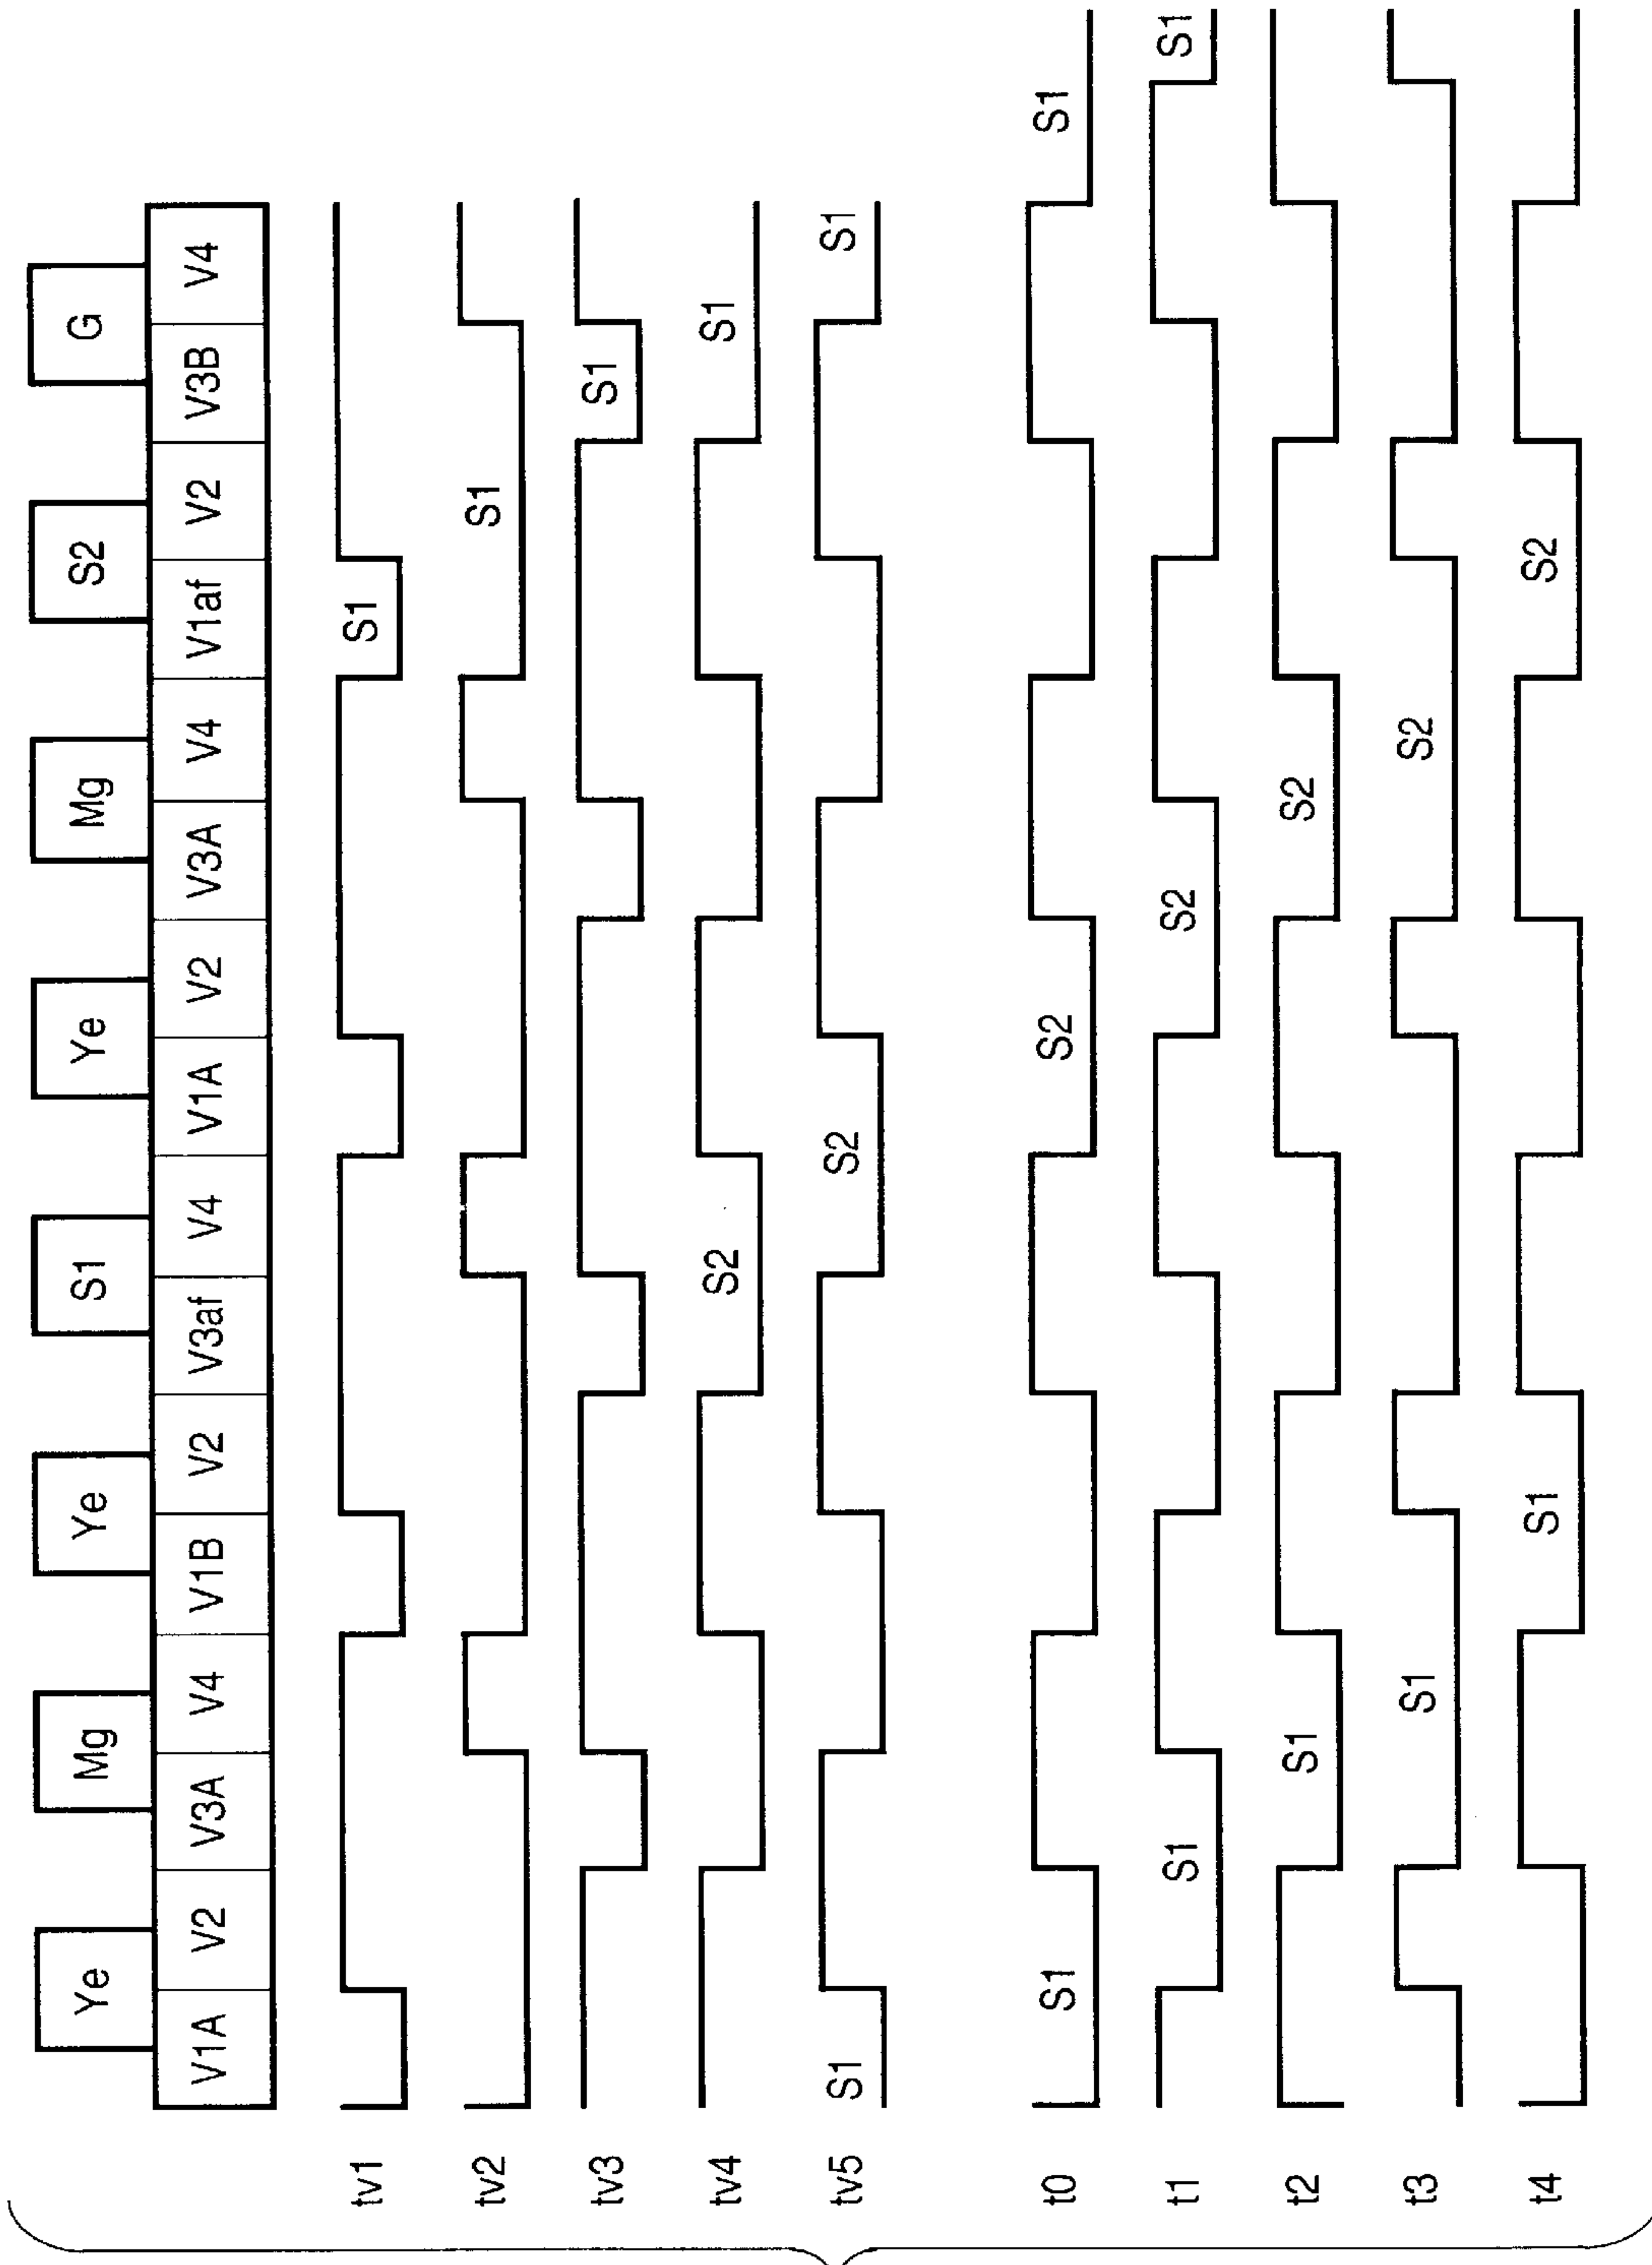 Ye Mg Ye S1 Ye Mg S2 G
V1A V2 V3A V4 V1B V2 V3af V4 V1A V2 V3A V4 V1af V2 V3B V4
tv1 S1
tv2 S1
tv3 S1
tv4 S2 S1
tv5 S1 S2 S1
t0 S1 S2 S1
t1 S1 S2 S1
t2 S1 S2
t3 S1 S2
t4 S1 S2